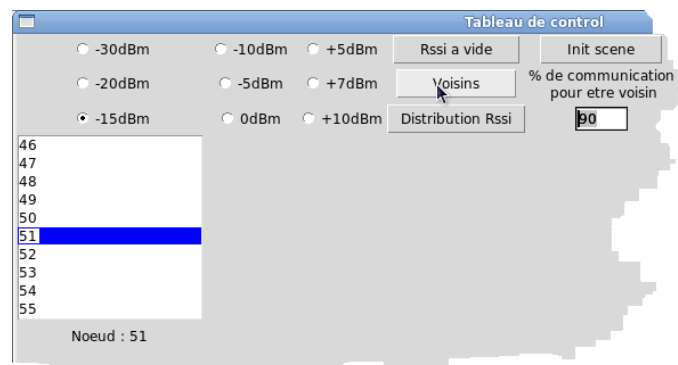 Tableau de control
-30dBm -10dBm +5dBm Rssi a vide Init scene
-20dBm -5dBm +7dBm Voisins % de communication
pour etre voisin
-15dBm 0dBm +10dBm Distribution Rssi 90
46
47
48
49
50
51
52
53
54
55
Noeud : 51